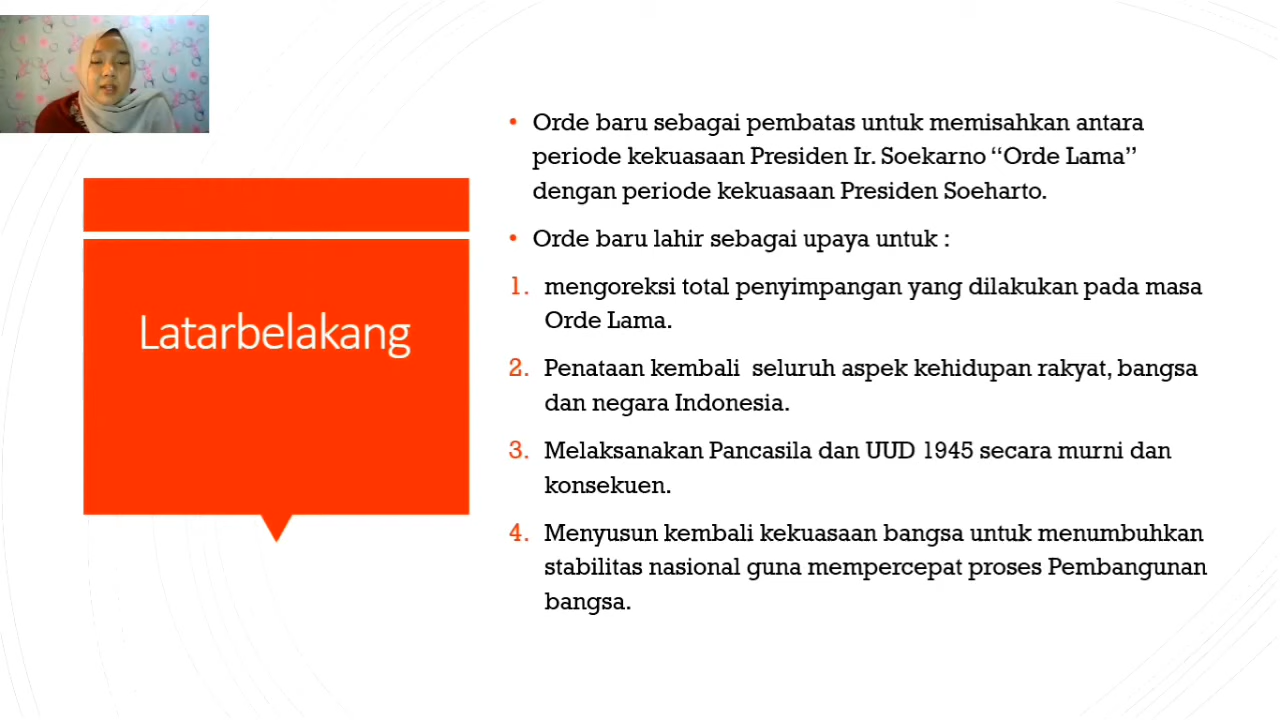 Latarbelakang
• Orde baru sebagai pembatas untuk memisahkan antara
periode kekuasaan Presiden Ir. Soekarno “Orde Lama”
dengan periode kekuasaan Presiden Soeharto.
• Orde baru lahir sebagai upaya untuk :
1. mengoreksi total penyimpangan yang dilakukan pada masa
Orde Lama.
2. Penataan kembali seluruh aspek kehidupan rakyat, bangsa
dan negara Indonesia.
3. Melaksanakan Pancasila dan UUD 1945 secara murni dan
konsekuen.
4. Menyusun kembali kekuasaan bangsa untuk menumbuhkan
stabilitas nasional guna mempercepat proses Pembangunan
bangsa.